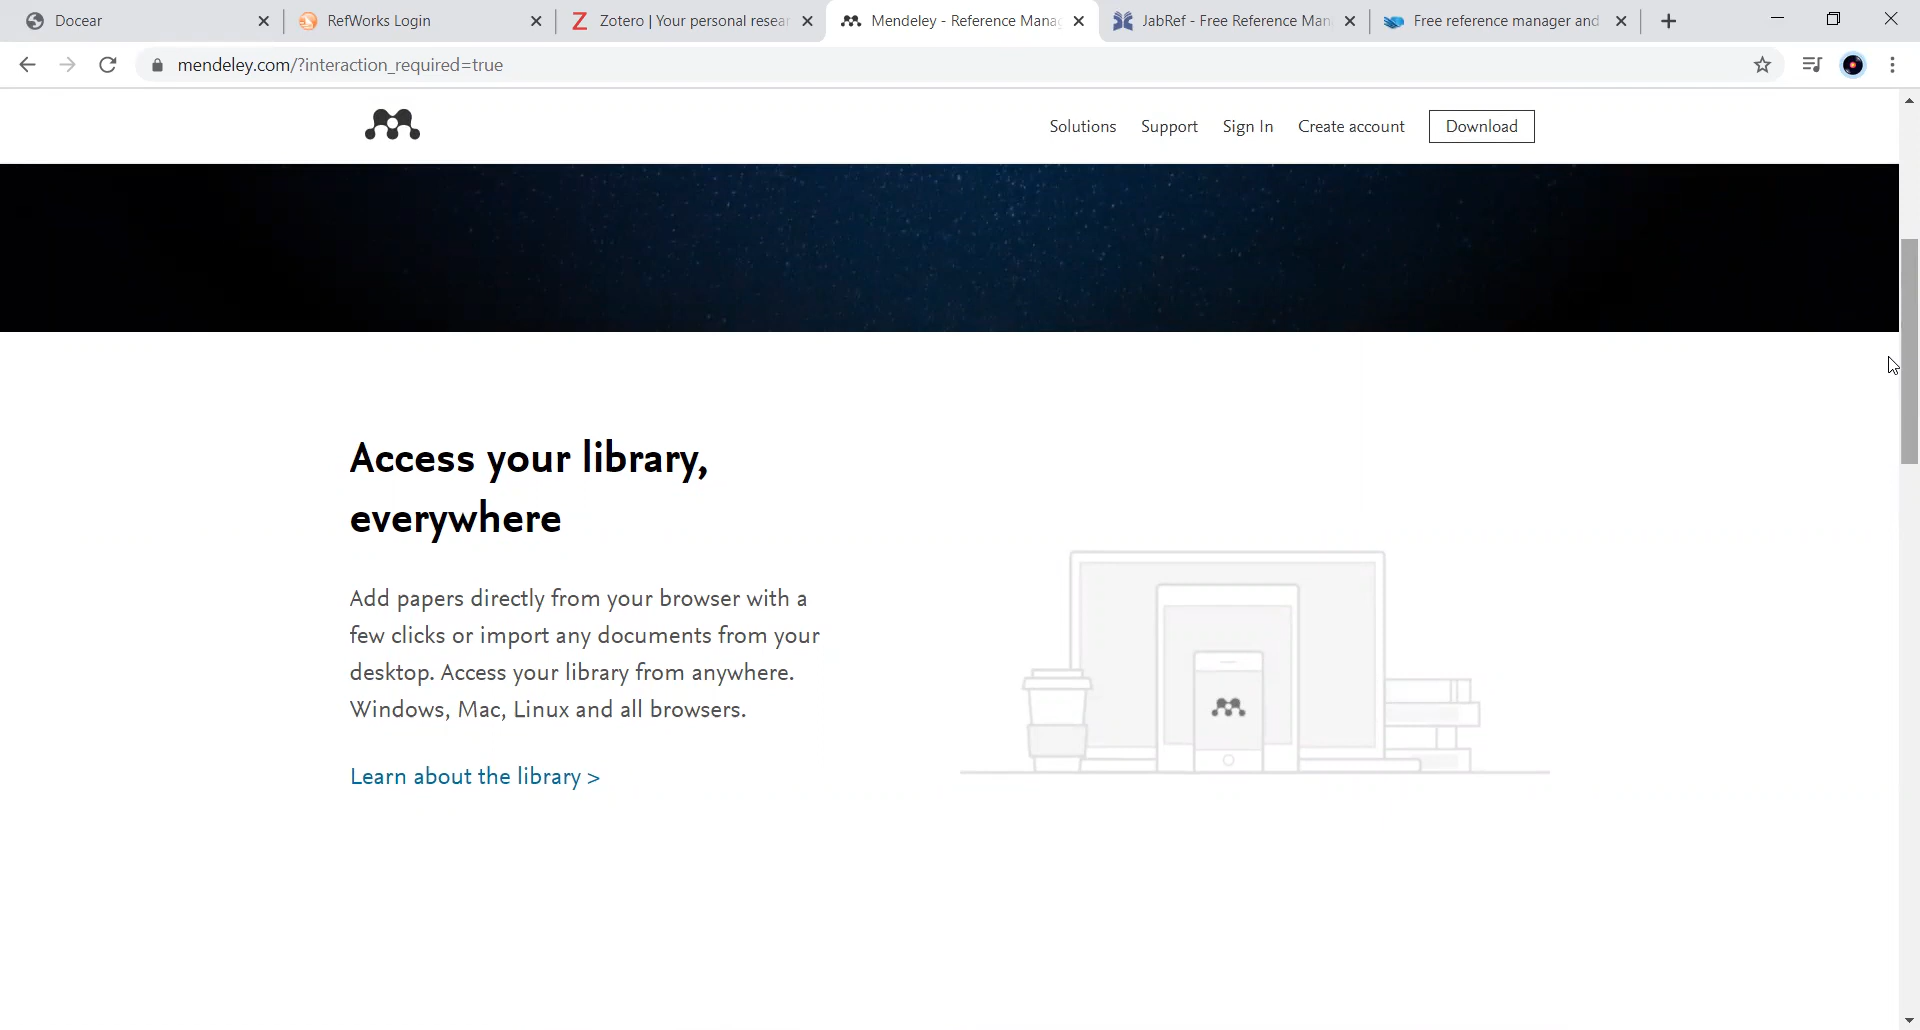 Docear
RefWorks Login
Zotero | Your personal resear
Mendeley - Reference Manag
JabRef - Free Reference Man
Free reference manager and
mendeley.com/?interaction_required=true
Solutions
Support
Sign In
Create account
Download
Access your library,
everywhere
Add papers directly from your browser with a
few clicks or import any documents from your
desktop. Access your library from anywhere.
Windows, Mac, Linux and all browsers.
Learn about the library >